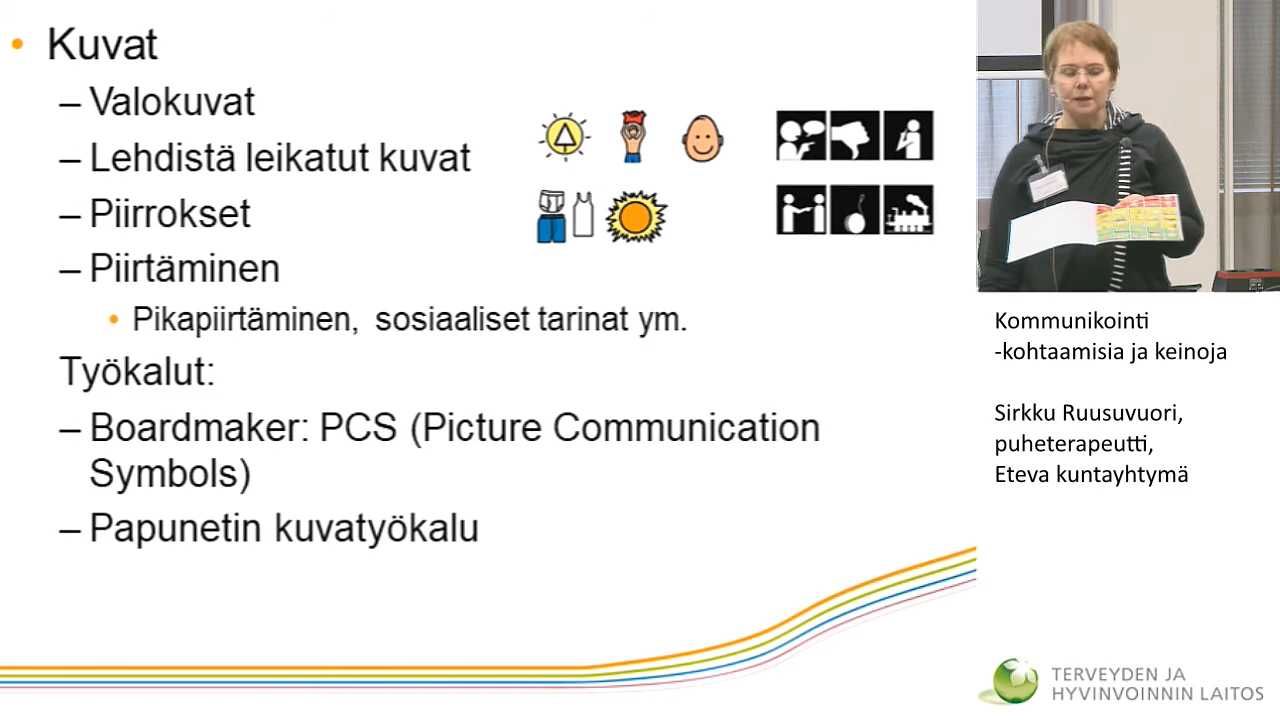 Kuvat
– Valokuvat
– Lehdistä leikatut kuvat
– Piirrokset
– Piirtäminen
• Pikapiirtäminen, sosiaaliset tarinat ym.
Työkalut:
– Boardmaker: PCS (Picture Communication
Symbols)
– Papunetin kuvatyökalu
Kommunikointi
-kohtaamisia ja keinoja
Sirkku Ruusuvuori,
puheterapeutti,
Eteva kuntayhtymä
TERVEYDEN JA
HYVINVOINNIN LAITOS